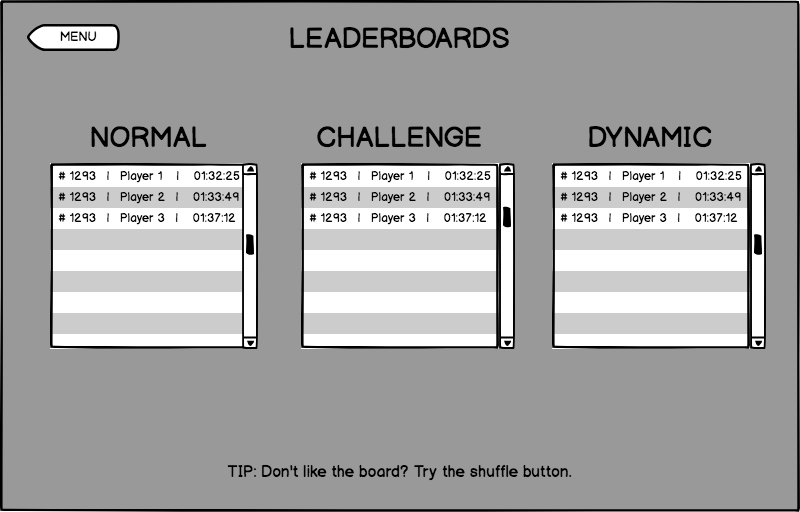 MENU
LEADERBOARDS
NORMAL
# 1293 | Player 1 | 01:32:25
# 1293 | Player 2 | 01:33:49
# 1293 | Player 3 | 01:37:12
CHALLENGE
# 1293 | Player 1 | 01:32:25
# 1293 | Player 2 | 01:33:49
# 1293 | Player 3 | 01:37:12
DYNAMIC
# 1293 | Player 1 | 01:32:25
# 1293 | Player 2 | 01:33:49
# 1293 | Player 3 | 01:37:12
TIP: Don't like the board? Try the shuffle button.